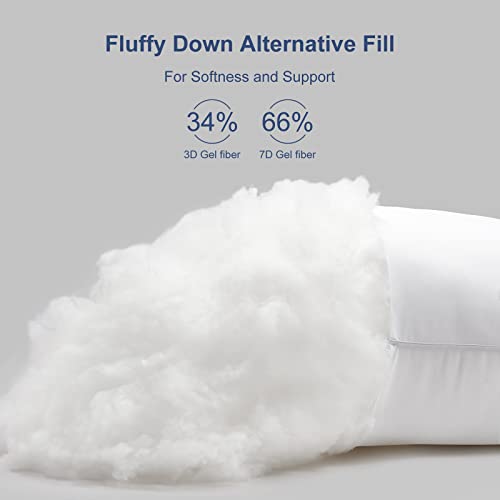 Fluffy Down Alternative Fill
For Softness and Support
34% 66%
3D Gel fiber 7D Gel fiber